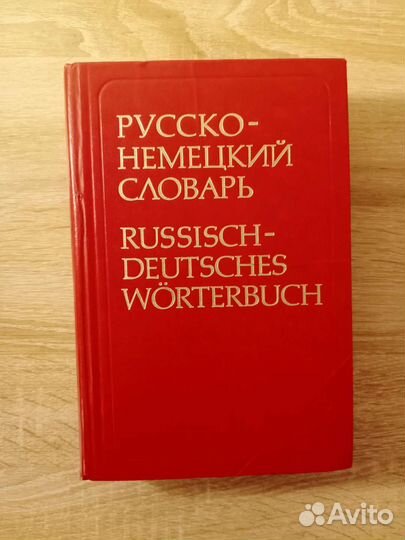 РУССКО-
НЕМЕЦКИЙ
СЛОВАРЬ
RUSSISCH-
DEUTSCHES
WÖRTERBUCH
Avito